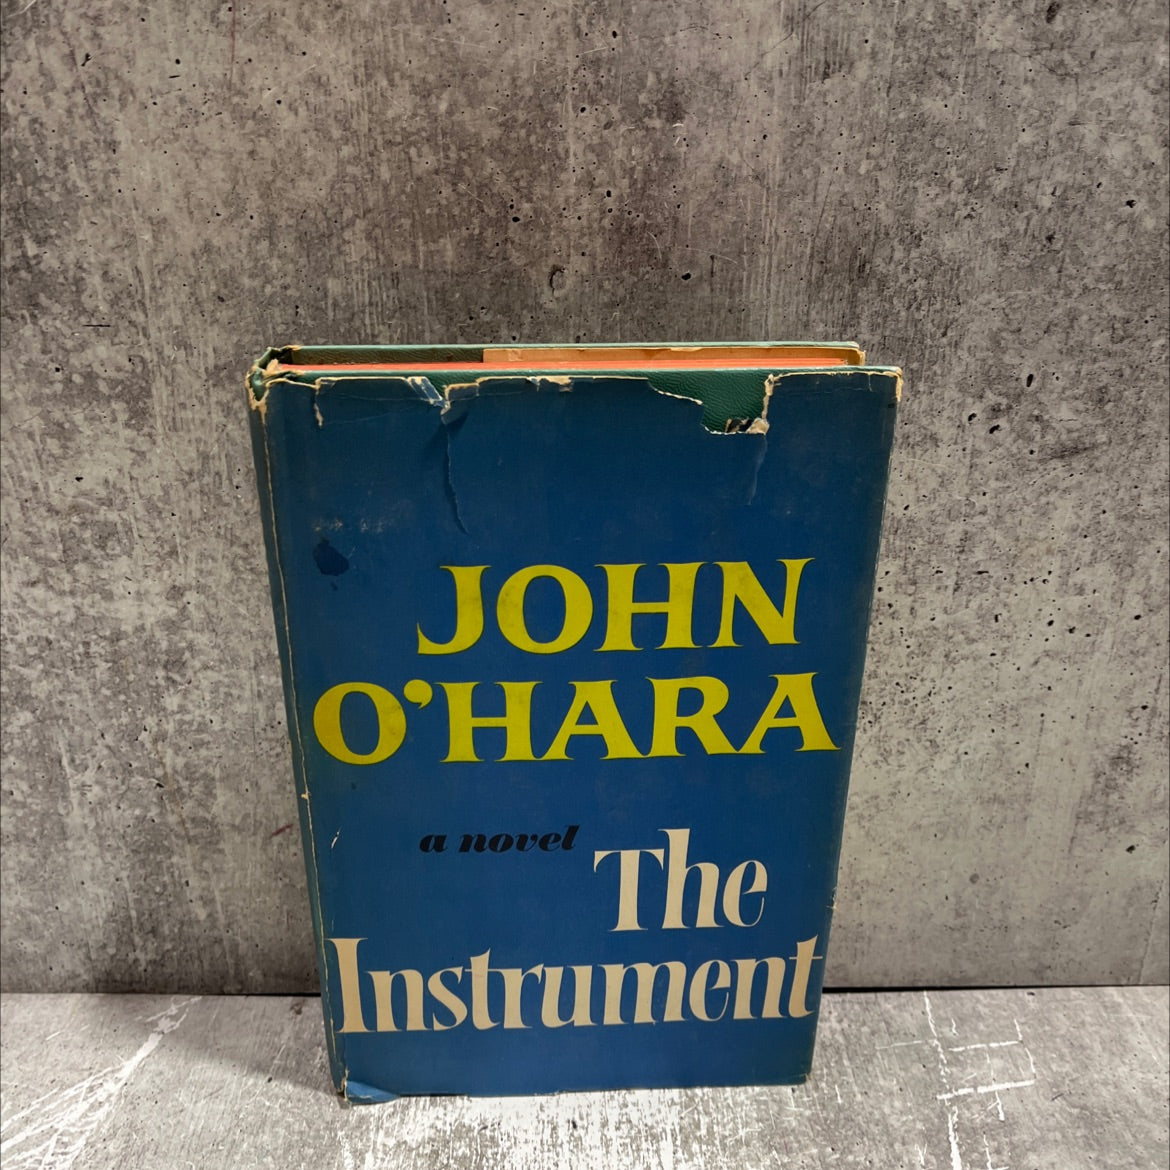 JOHN
O'HARA
a novel
The
Instrument